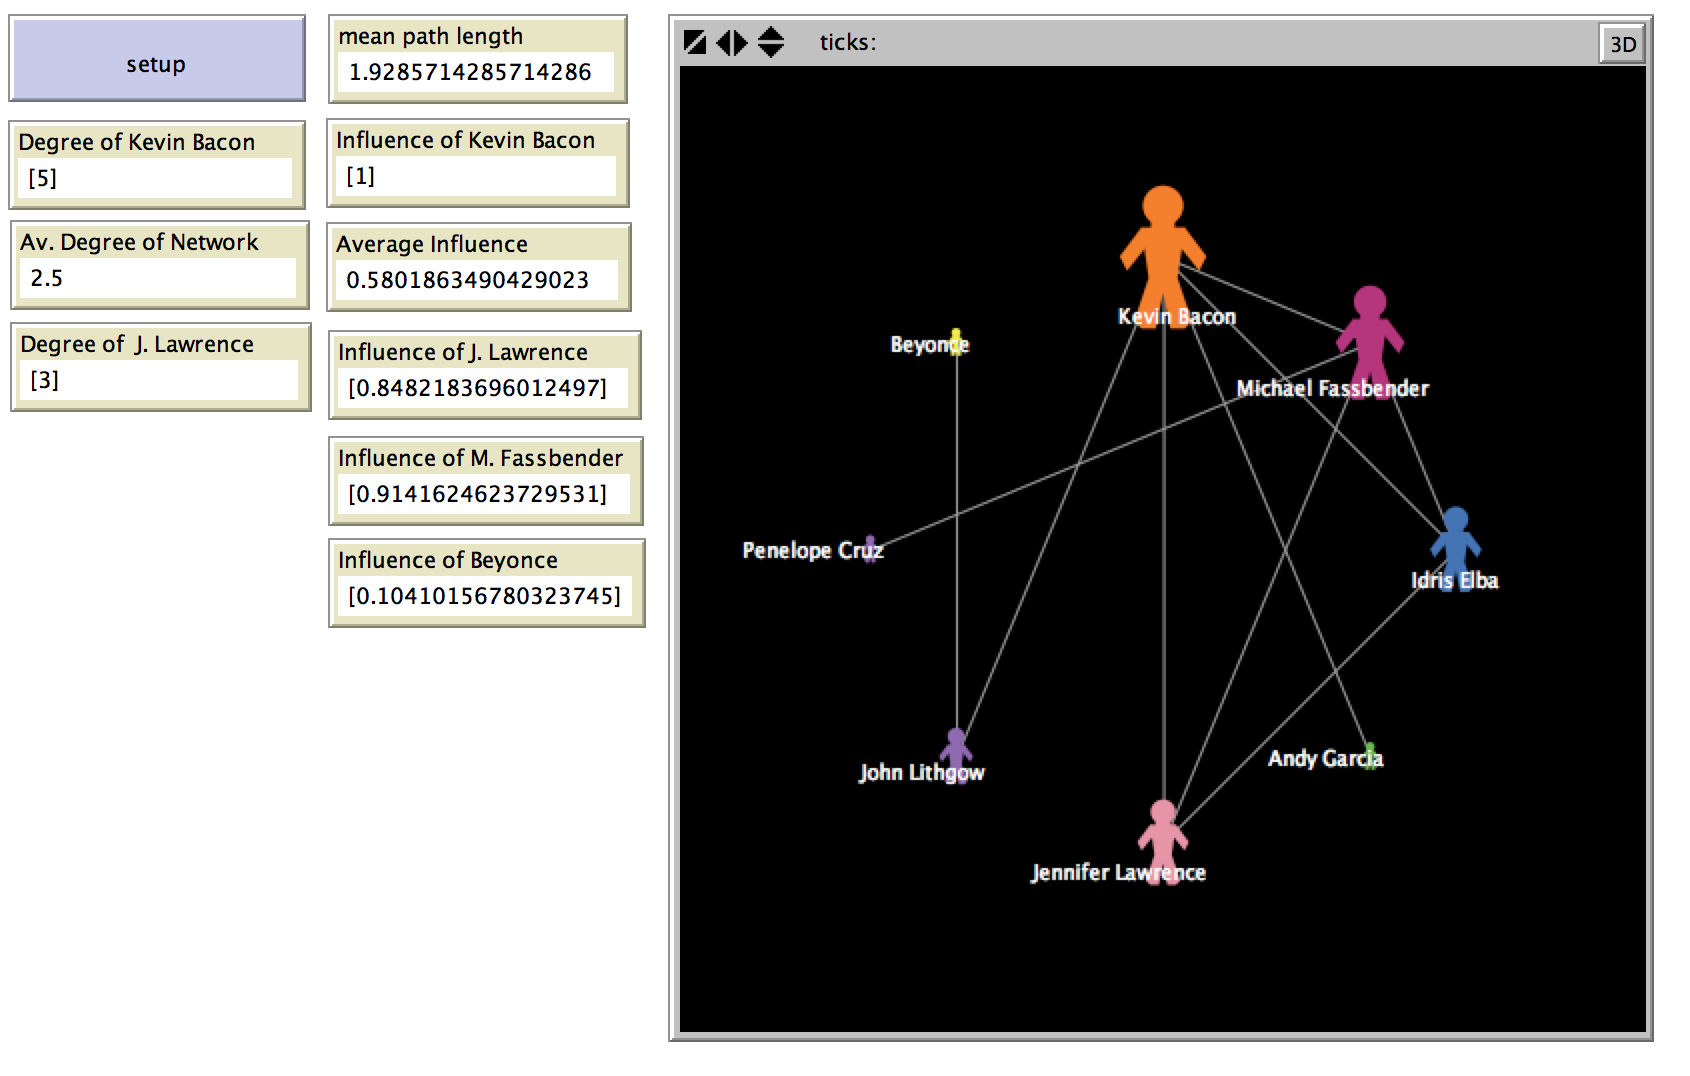 setup
mean path length
1.9285714285714286
Degree of Kevin Bacon
[5]
Influence of Kevin Bacon
[1]
Av. Degree of Network
2.5
Average Influence
0.5801863490429023
Degree of  J. Lawrence
[3]
Influence of J. Lawrence
[0.8482183696012497]
Influence of M. Fassbender
[0.9141624623729531]
Influence of Beyonce
[0.10410156780323745]
ticks:
3D
Kevin Bacon
Beyonce
Michael Fassbender
Penelope Cruz
Idris Elba
John Lithgow
Andy Garcia
Jennifer Lawrence